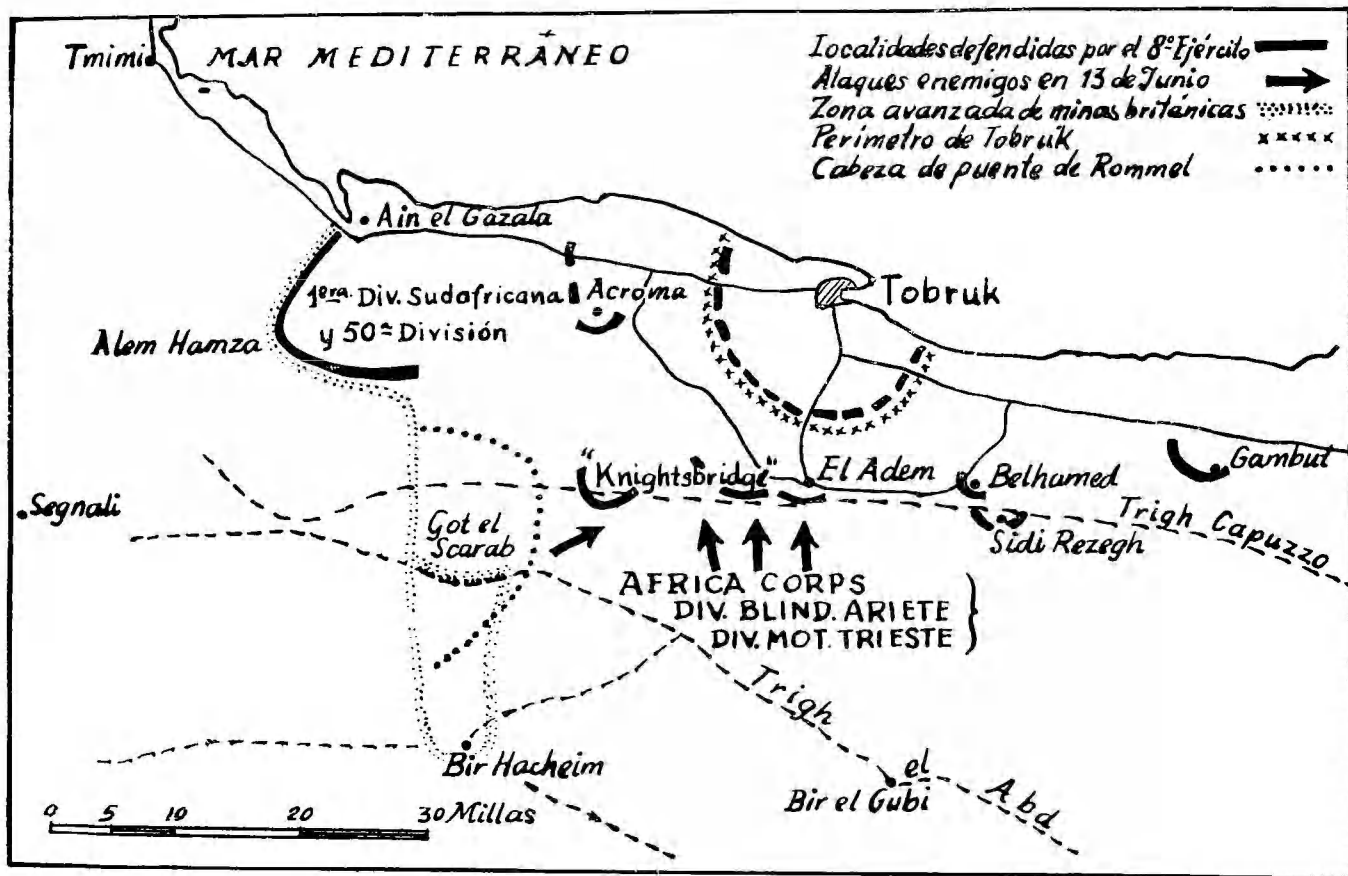 Tmimi
MAR MEDITERRÁNEO
Localidades defendidas por el 8º Ejército
Ataques enemigos en 13 de Junio
Zona avanzada de minas británicas
Perímetro de Tobruk
Cabeza de puente de Rommel
Ain el Gazala
1era. Div. Sudafricana
y 50ª División
Acroma
Tobruk
Alem Hamza
"Knightsbridge"
El Adem
Belhamed
Gambut
Segnali
Got el
Scarab
Sidi Rezegh
Trigh Capuzzo
AFRICA CORPS
DIV. BLIND. ARIETE
DIV. MOT. TRIESTE
Trigh
el
Abd
Bir Hacheim
Bir el Gubi
0 5 10 20 30 Millas